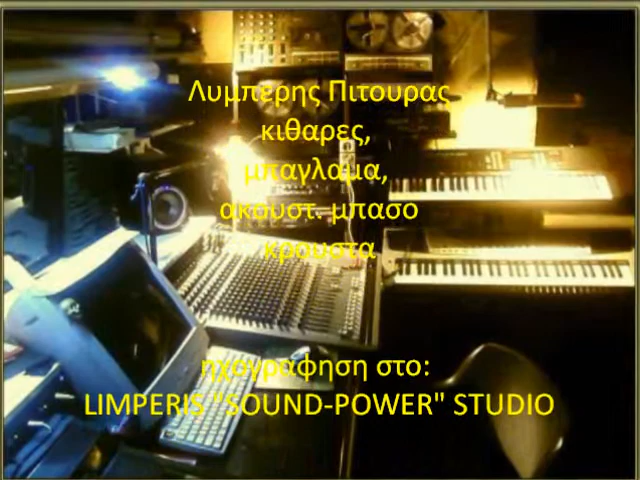 Λυμπερης Πιτουρας
κιθαρες,
μπαγλαμα,
ακουστ. μπασο
κρουστα
ηχογραφηση στο:
LIMPERIS "SOUND-POWER" STUDIO